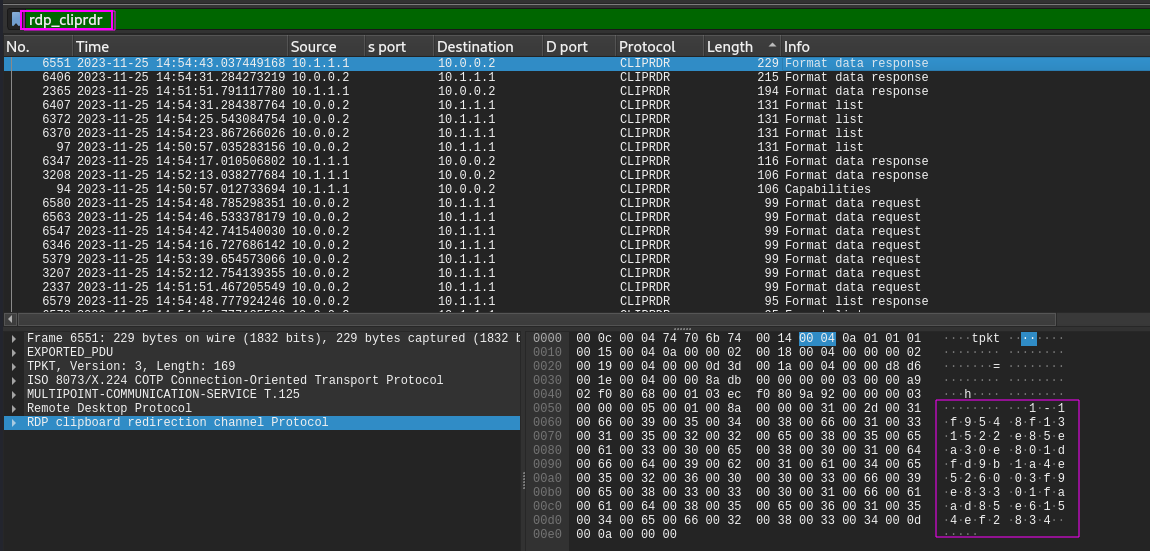 rdp_cliprdr
No. Time Source s port Destination D port Protocol Length Info
6551 2023-11-25 14:54:43.037449168 10.1.1.1 10.0.0.2 CLIPRDR 229 Format data response
6406 2023-11-25 14:54:31.284273219 10.1.1.1 10.0.0.2 CLIPRDR 215 Format data response
2365 2023-11-25 14:51:51.791117780 10.1.1.1 10.0.0.2 CLIPRDR 194 Format data response
6407 2023-11-25 14:54:31.284387764 10.0.0.2 10.1.1.1 CLIPRDR 131 Format list
6372 2023-11-25 14:54:25.543084754 10.0.0.2 10.1.1.1 CLIPRDR 131 Format list
6370 2023-11-25 14:54:23.867266026 10.0.0.2 10.1.1.1 CLIPRDR 131 Format list
97 2023-11-25 14:50:57.035283156 10.0.0.2 10.1.1.1 CLIPRDR 131 Format list
6347 2023-11-25 14:54:17.010506802 10.1.1.1 10.0.0.2 CLIPRDR 116 Format data response
3208 2023-11-25 14:52:13.038277684 10.1.1.1 10.0.0.2 CLIPRDR 106 Format data response
94 2023-11-25 14:50:57.012733694 10.1.1.1 10.0.0.2 CLIPRDR 106 Capabilities
6580 2023-11-25 14:54:48.785298351 10.0.0.2 10.1.1.1 CLIPRDR 99 Format data request
6563 2023-11-25 14:54:46.533378179 10.0.0.2 10.1.1.1 CLIPRDR 99 Format data request
6547 2023-11-25 14:54:42.741540030 10.0.0.2 10.1.1.1 CLIPRDR 99 Format data request
6346 2023-11-25 14:54:16.727686142 10.0.0.2 10.1.1.1 CLIPRDR 99 Format data request
5379 2023-11-25 14:53:39.654573066 10.0.0.2 10.1.1.1 CLIPRDR 99 Format data request
3207 2023-11-25 14:52:12.754139355 10.0.0.2 10.1.1.1 CLIPRDR 99 Format data request
2337 2023-11-25 14:51:51.467205549 10.0.0.2 10.1.1.1 CLIPRDR 99 Format data request
6579 2023-11-25 14:54:48.777924246 10.0.0.2 10.1.1.1 CLIPRDR 95 Format list response
Frame 6551: 229 bytes on wire (1832 bits), 229 bytes captured (1832 b
EXPORTED_PDU
TPKT, Version: 3, Length: 169
ISO 8073/X.224 COTP Connection-Oriented Transport Protocol
MULTIPOINT-COMMUNICATION-SERVICE T.125
Remote Desktop Protocol
RDP clipboard redirection channel Protocol
0000 00 0c 00 04 74 70 6b 74 00 14 00 04 0a 01 01 01 ····tpkt ········
0010 00 15 00 04 0a 00 00 02 00 18 00 04 00 00 00 02 ········ ········
0020 00 19 00 04 00 00 0d 3d 00 1a 00 04 00 00 d8 d6 ·······= ········
0030 00 1e 00 04 00 00 8a db 00 00 00 00 03 00 00 a9 ········ ········
0040 02 f0 80 68 00 01 03 ec f0 80 9a 92 00 00 00 03 ···h···· ········
0050 00 00 00 05 00 01 00 8a 00 00 00 31 00 2d 00 31 ········ ···1·-·1
0060 00 66 00 39 00 35 00 34 00 38 00 66 00 31 00 33 ·f·9·5·4 ·8·f·1·3
0070 00 31 00 35 00 32 00 32 00 65 00 38 00 35 00 65 ·1·5·2·2 ·e·8·5·e
0080 00 61 00 33 00 30 00 65 00 38 00 30 00 31 00 64 ·a·3·0·e ·8·0·1·d
0090 00 66 00 64 00 39 00 62 00 31 00 61 00 34 00 65 ·f·d·9·b ·1·a·4·e
00a0 00 35 00 32 00 36 00 30 00 30 00 33 00 66 00 39 ·5·2·6·0 ·0·3·f·9
00b0 00 65 00 38 00 33 00 33 00 30 00 31 00 66 00 61 ·e·8·3·3 ·0·1·f·a
00c0 00 61 00 64 00 38 00 35 00 65 00 36 00 31 00 35 ·a·d·8·5 ·e·6·1·5
00d0 00 34 00 65 00 66 00 32 00 38 00 33 00 34 00 0d ·4·e·f·2 ·8·3·4··
00e0 00 0a 00 00 00 ·····